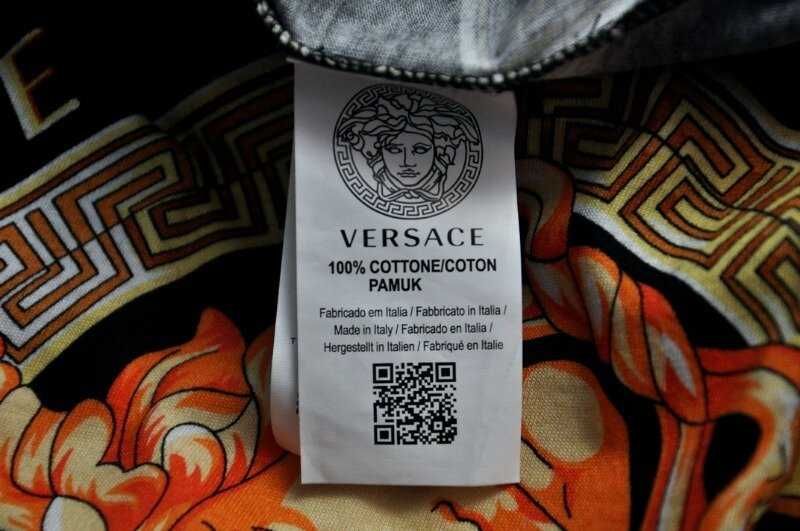 E
VERSACE
100% COTTONE/COTON
PAMUK
Fabricado em Italia / Fabbricato in Italia /
Made in Italy / Fabricado en Italia /
Hergestellt in Italien / Fabriqué en Italie
T